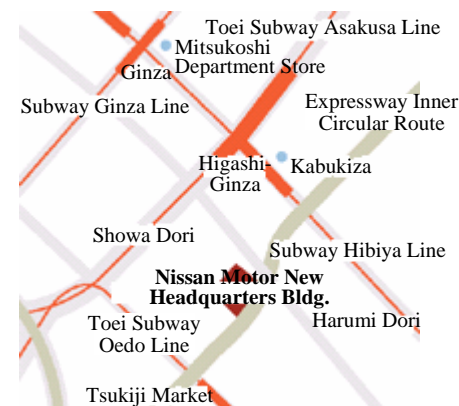 Toei Subway Asakusa Line
Mitsukoshi
Department Store
Ginza
Subway Ginza Line
Expressway Inner
Circular Route
Higashi-
Ginza
Kabukiza
Showa Dori
Subway Hibiya Line
Nissan Motor New
Headquarters Bldg.
Harumi Dori
Toei Subway
Oedo Line
Tsukiji Market